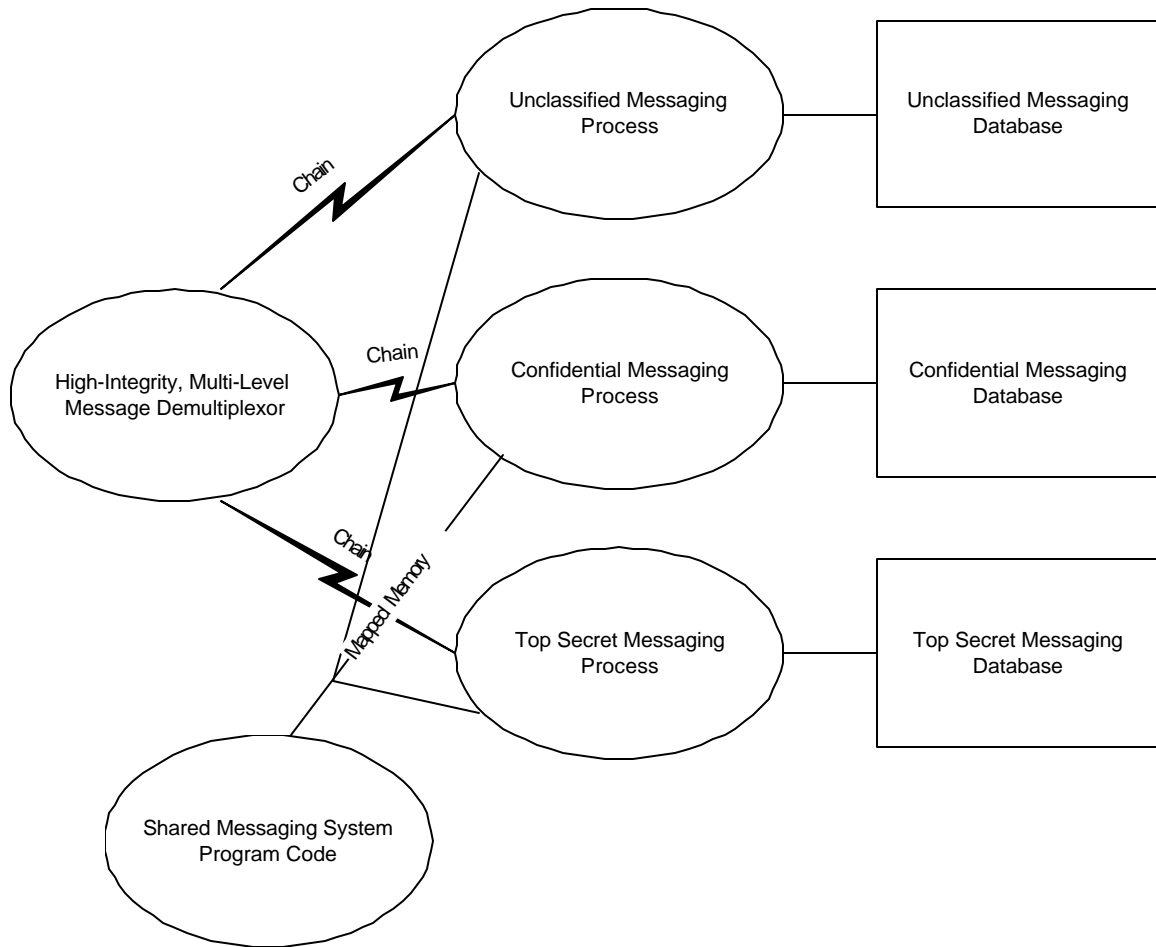 Unclassified Messaging
Process
Unclassified Messaging
Database
Chain
High-Integrity, Multi-Level
Message Demultiplexor
Chain
Confidential Messaging
Process
Confidential Messaging
Database
Chain
Mapped Memory
Top Secret Messaging
Process
Top Secret Messaging
Database
Shared Messaging System
Program Code